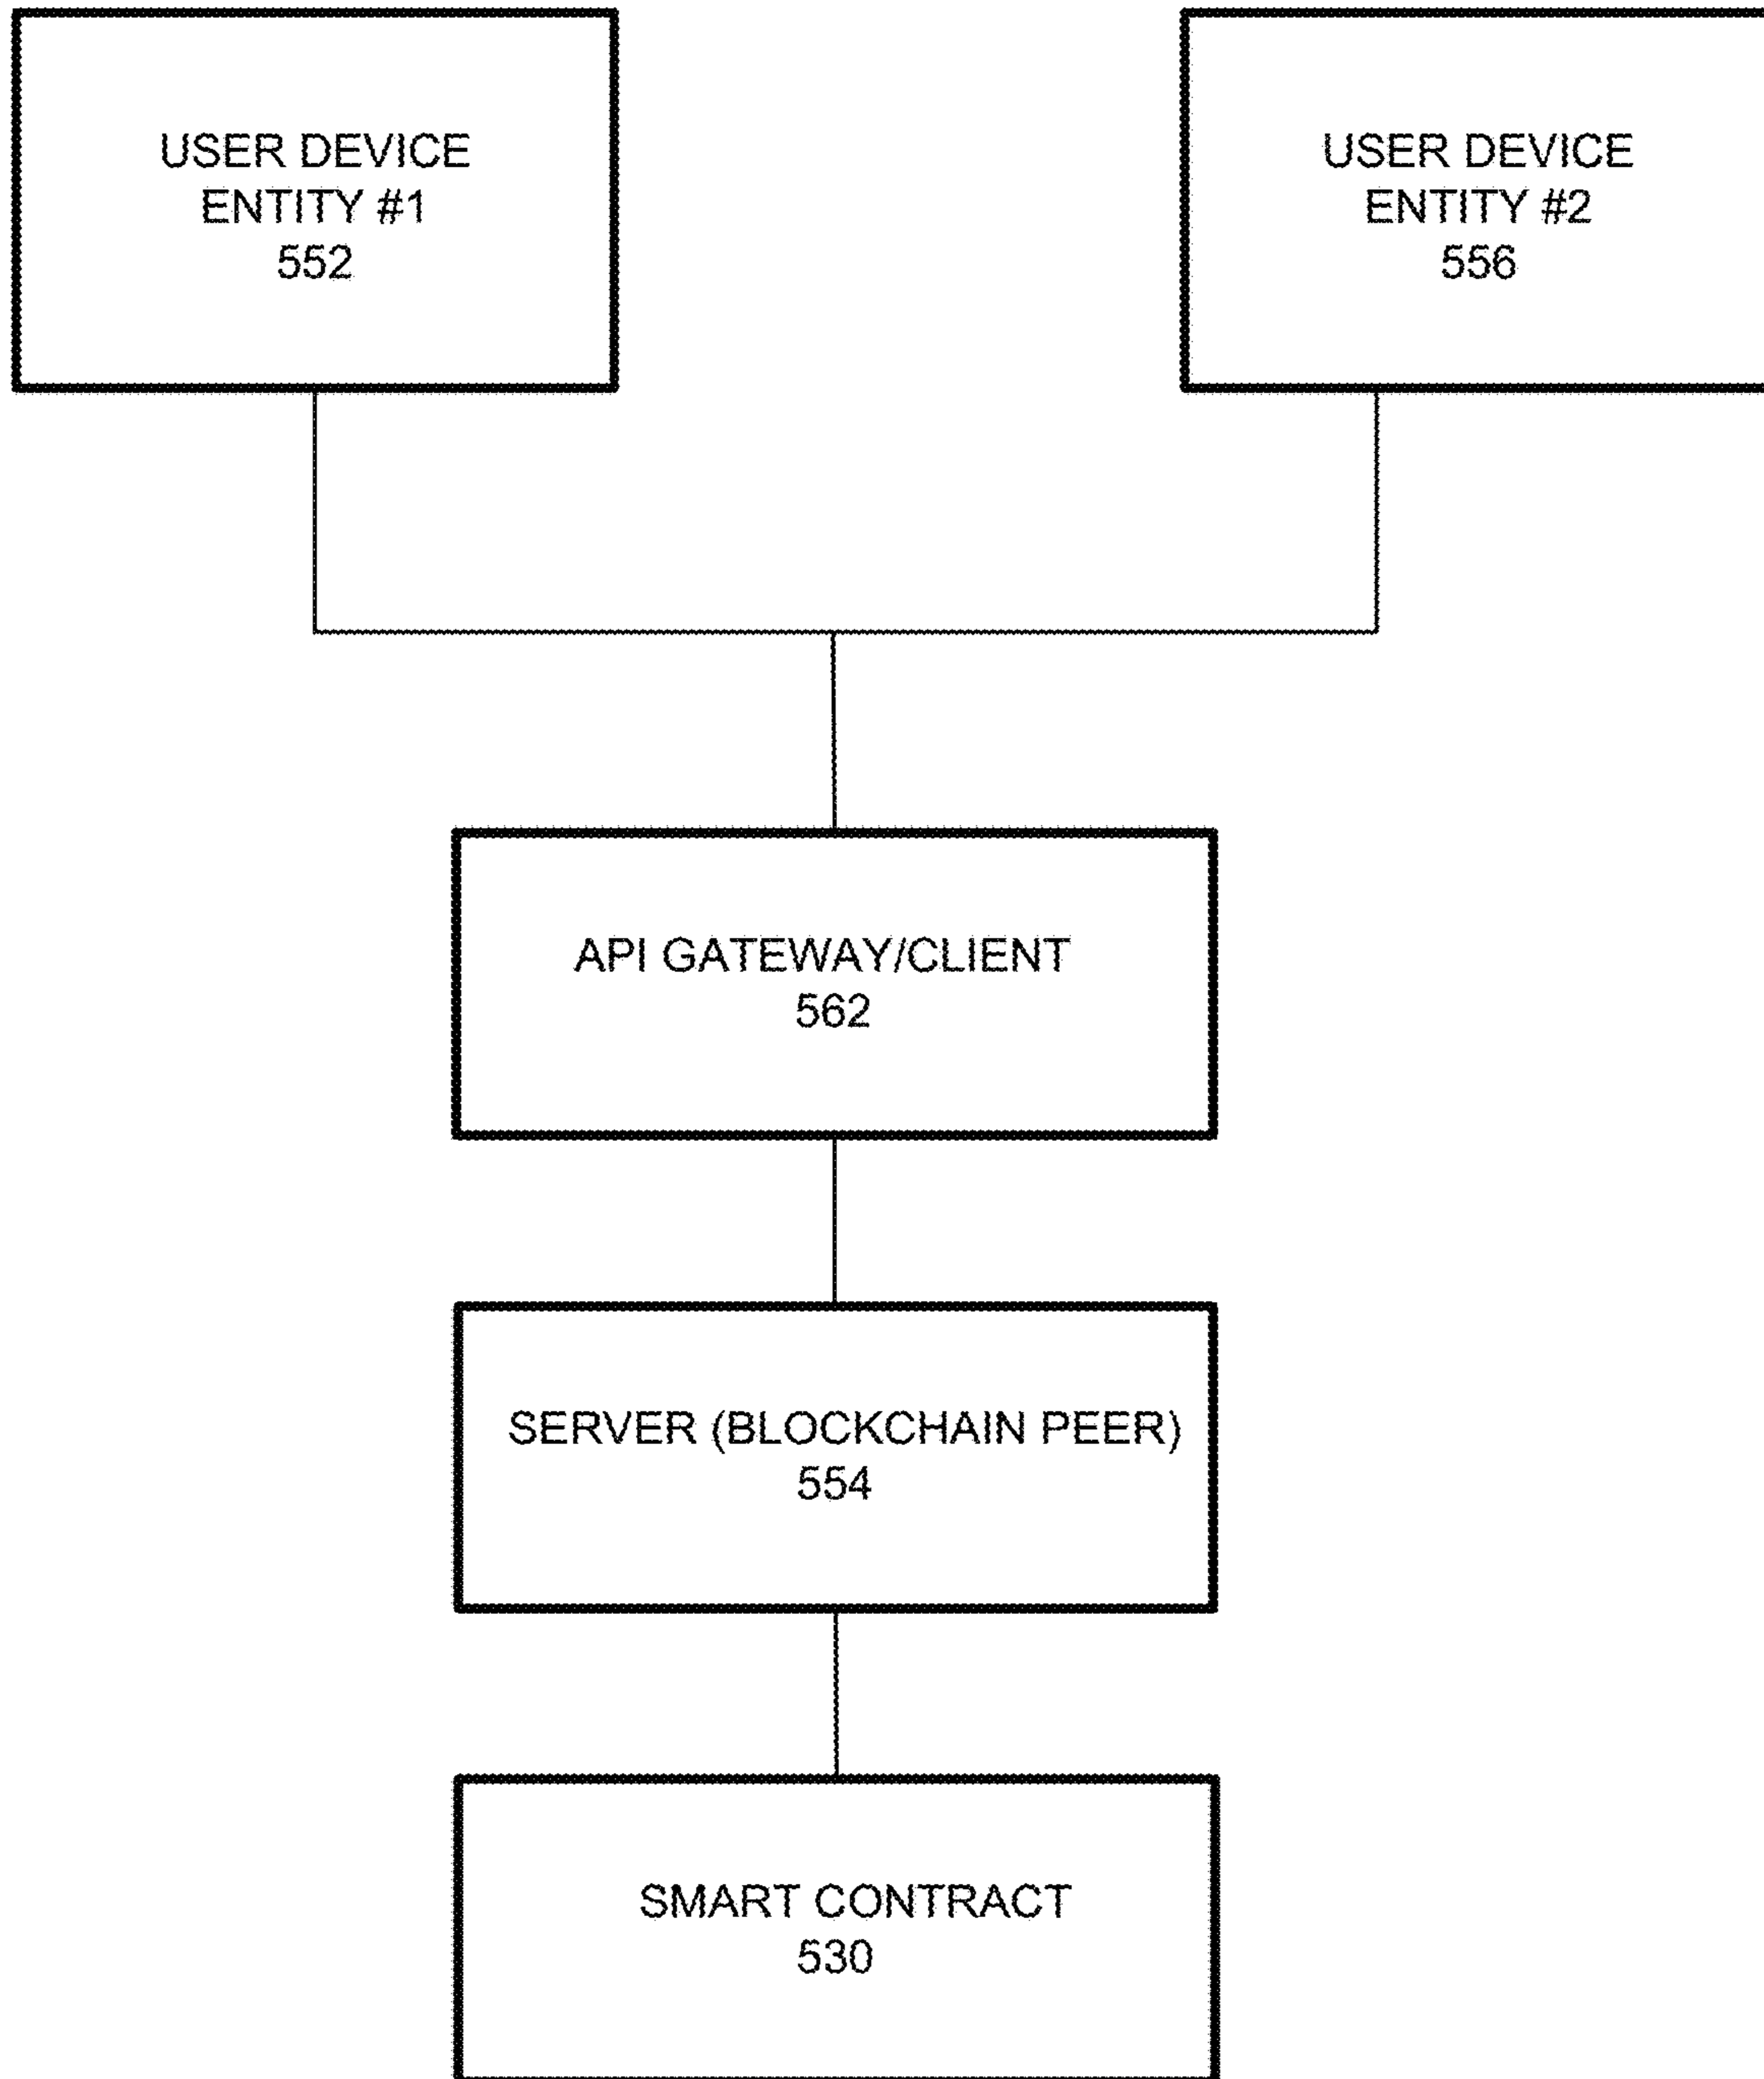 USER DEVICE
ENTITY #1
552
USER DEVICE
ENTITY #2
556
API GATEWAY/CLIENT
562
SERVER (BLOCKCHAIN PEER)
554
SMART CONTRACT
530